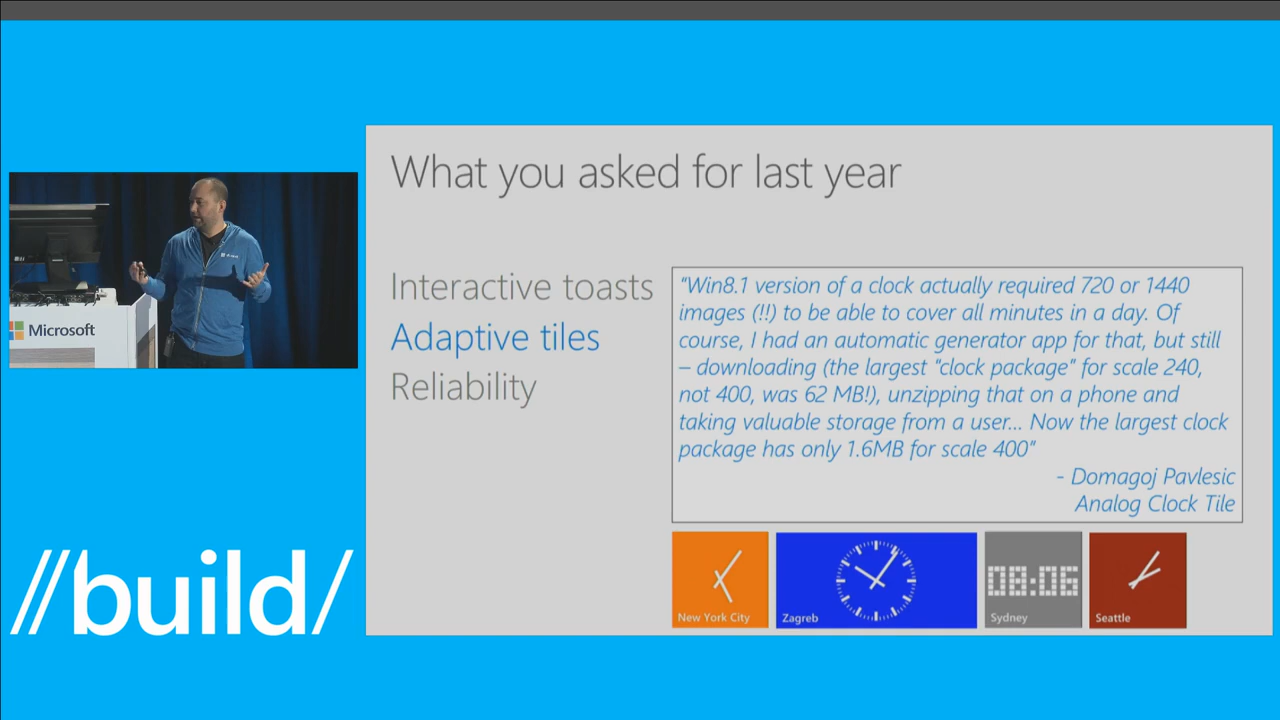 What you asked for last year
Interactive toasts
Adaptive tiles
Reliability
"Win8.1 version of a clock actually required 720 or 1440
images (!!) to be able to cover all minutes in a day. Of
course, I had an automatic generator app for that, but still
– downloading (the largest "clock package" for scale 240,
not 400, was 62 MB!), unzipping that on a phone and
taking valuable storage from a user... Now the largest clock
package has only 1.6MB for scale 400"
- Domagoj Pavlesic
Analog Clock Tile
New York City
Zagreb
08:06
Sydney
Seattle
Microsoft
//build/